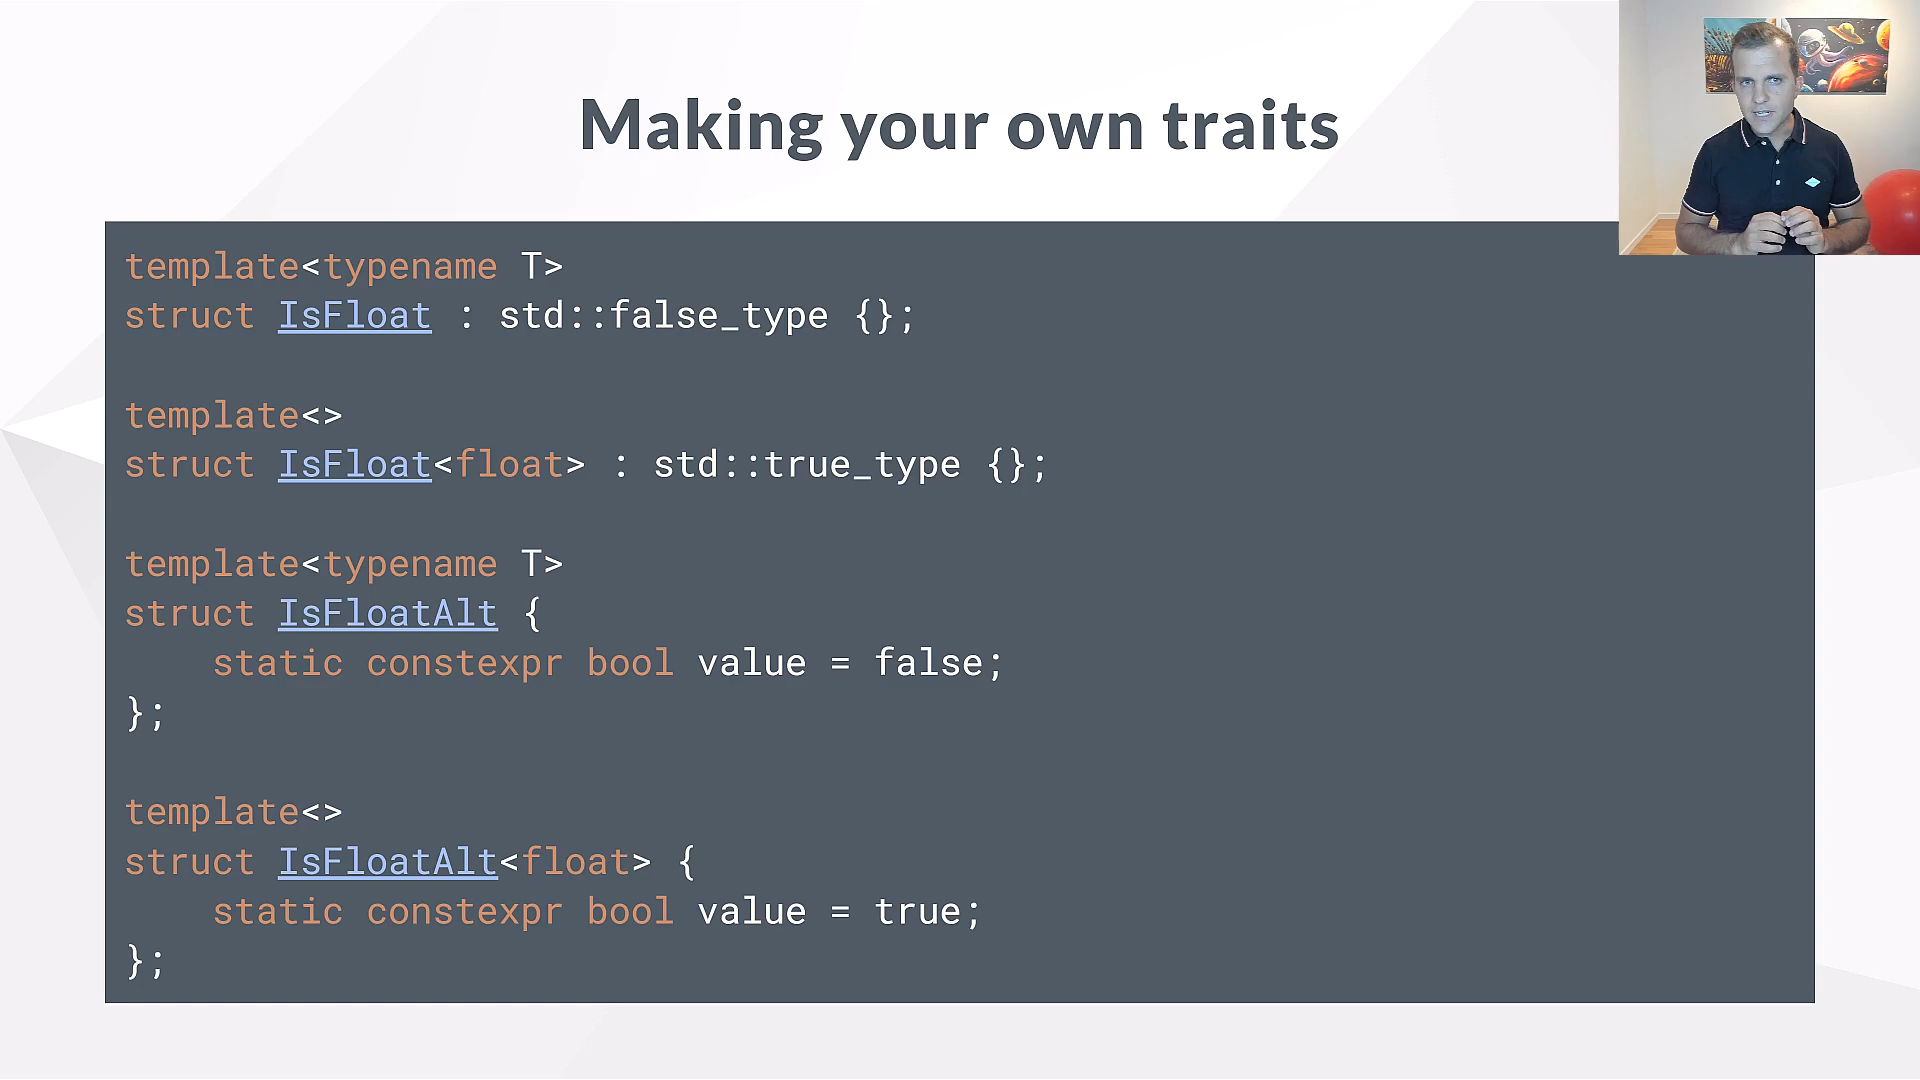 Making your own traits
template<typename T>
struct IsFloat : std::false_type {};
template<>
struct IsFloat<float> : std::true_type {};
template<typename T>
struct IsFloatAlt {
    static constexpr bool value = false;
};
template<>
struct IsFloatAlt<float> {
    static constexpr bool value = true;
};